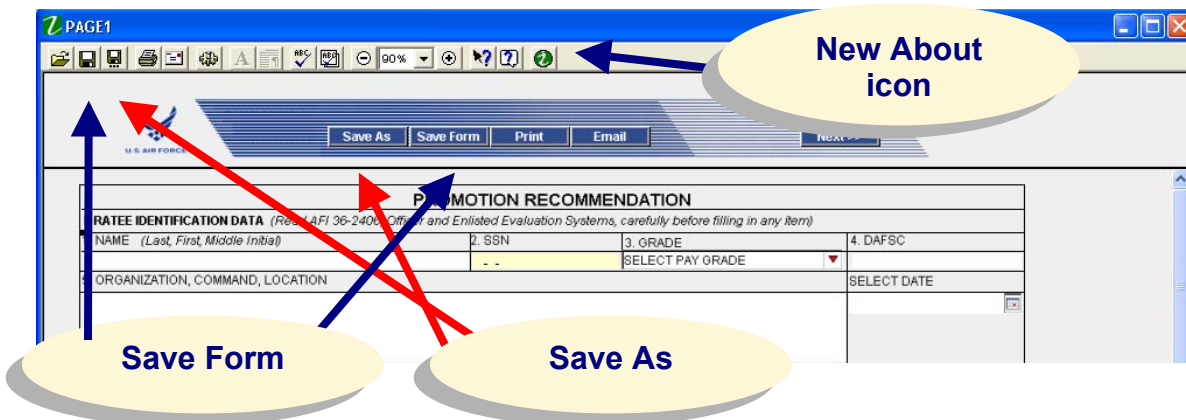 PAGE1
New About
icon
ABC
90%
U.S. AIR FORCE
Save As Save Form Print Email Next >>
PROMOTION RECOMMENDATION
RATEE IDENTIFICATION DATA (Read AFI 36-2406, Officer and Enlisted Evaluation Systems, carefully before filling in any item)
NAME (Last, First, Middle Initial) 2. SSN 3. GRADE 4. DAFSC
- - SELECT PAY GRADE
ORGANIZATION, COMMAND, LOCATION SELECT DATE
Save Form Save As